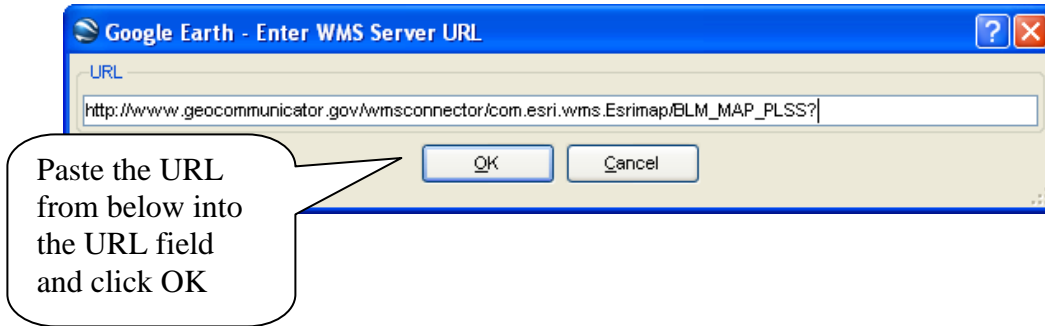 Google Earth - Enter WMS Server URL
URL
http://www.geocommunicator.gov/wmsconnector/com.esri.wms.Esrimap/BLM_MAP_PLSS?
OK
Cancel
Paste the URL
from below into
the URL field
and click OK